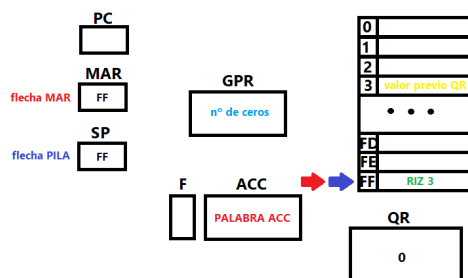 PC
MAR
flecha MAR
FF
SP
flecha PILA
FF
GPR
nº de ceros
F
ACC
PALABRA ACC
0
1
2
3 valor previo QR
• • •
FD
FE
FF RIZ 3
QR
0